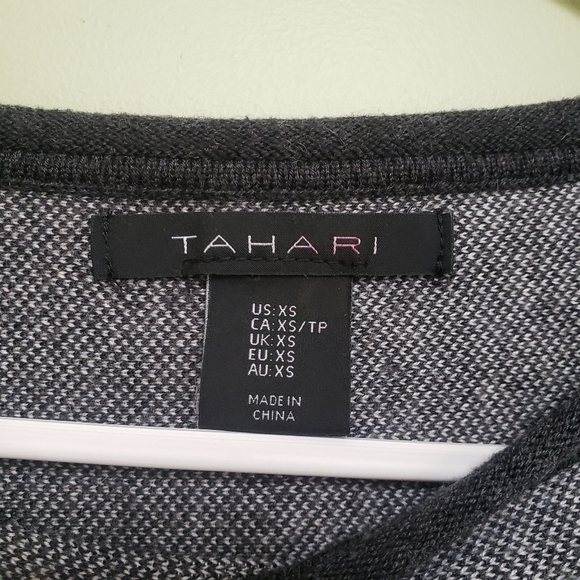 TAHARI
US:XS
CA:XS/TP
UK:XS
EU:XS
AU:XS
MADE IN
CHINA